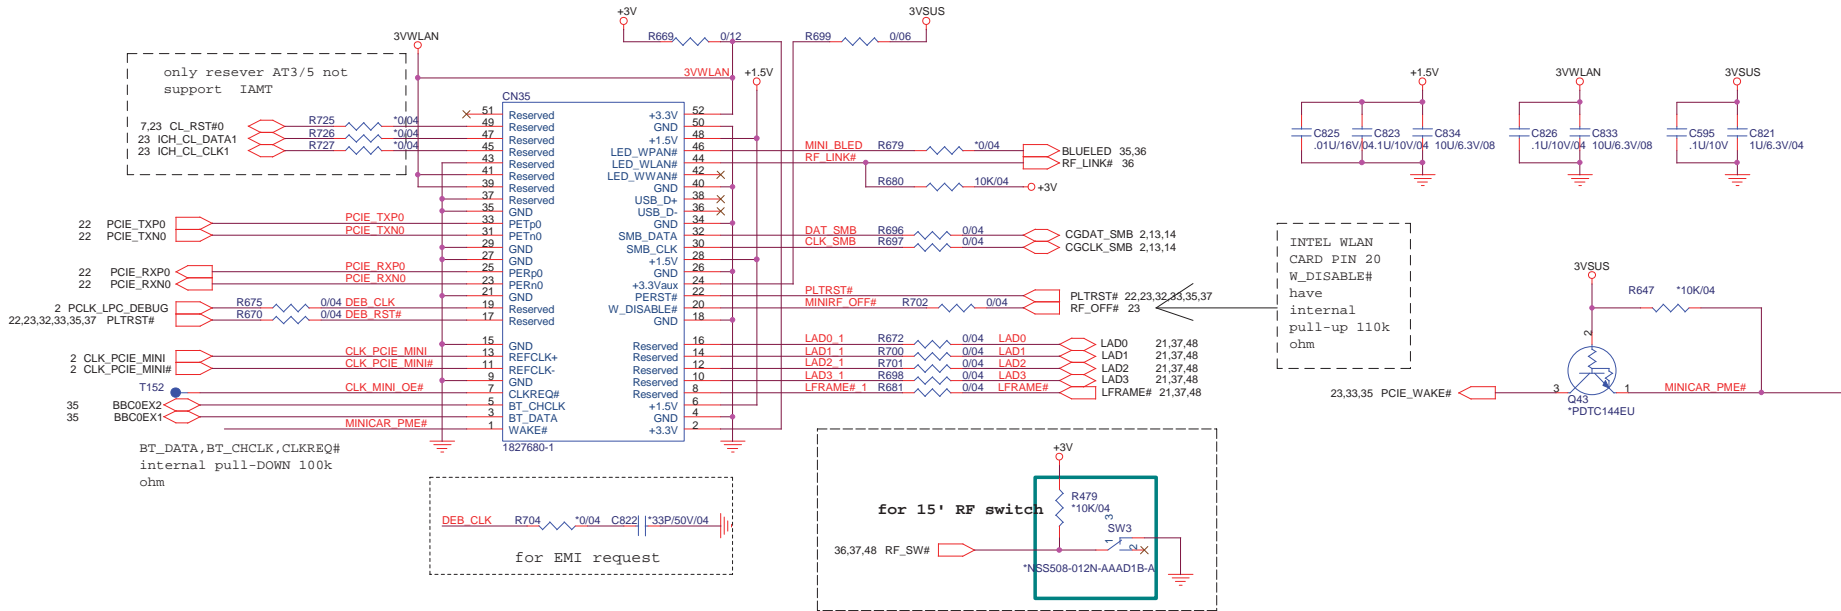 +3V
R669 0/12
R699 0/06
3VSUS
3VWLAN
3VWLAN
+1.5V
only resever AT3/5 not
support IAMT
7,23 CL_RST#0 R725 *0/04
23 ICH_CL_DATA1 R726 *0/04
23 ICH_CL_CLK1 R727 *0/04
CN35
51 Reserved +3.3V 52
49 Reserved GND 50
47 Reserved +1.5V 48
45 Reserved LED_WPAN# 46
43 Reserved LED_WLAN# 44
41 Reserved LED_WWAN# 42
39 Reserved GND 40
37 Reserved USB_D+ 38
35 GND USB_D- 36
33 PETp0 GND 34
31 PETn0 SMB_DATA 32
29 GND SMB_CLK 30
27 GND +1.5V 28
25 PERp0 GND 26
23 PERn0 +3.3Vaux 24
21 GND PERST# 22
19 Reserved W_DISABLE# 20
17 Reserved GND 18
15 GND Reserved 16
13 REFCLK+ Reserved 14
11 REFCLK- Reserved 12
9 GND Reserved 10
7 CLKREQ# Reserved 8
5 BT_CHCLK +1.5V 6
3 BT_DATA GND 4
1 WAKE# +3.3V 2
1827680-1
22 PCIE_TXP0 PCIE_TXP0
22 PCIE_TXN0 PCIE_TXN0
22 PCIE_RXP0 PCIE_RXP0
22 PCIE_RXN0 PCIE_RXN0
2 PCLK_LPC_DEBUG R675 0/04 DEB_CLK
22,23,32,33,35,37 PLTRST# R670 0/04 DEB_RST#
2 CLK_PCIE_MINI CLK_PCIE_MINI
2 CLK_PCIE_MINI# CLK_PCIE_MINI#
T152 CLK_MINI_OE#
35 BBC0EX2
35 BBC0EX1
MINICAR_PME#
BT_DATA,BT_CHCLK,CLKREQ#
internal pull-DOWN 100k
ohm
MINI_BLED R679 *0/04 BLUELED 35,36
RF_LINK# RF_LINK# 36
R680 10K/04 +3V
DAT_SMB R696 0/04 CGDAT_SMB 2,13,14
CLK_SMB R697 0/04 CGCLK_SMB 2,13,14
PLTRST# PLTRST# 22,23,32,33,35,37
MINIRF_OFF# R702 0/04 RF_OFF# 23
LAD0_1 R672 0/04 LAD0 LAD0 21,37,48
LAD1_1 R700 0/04 LAD1 LAD1 21,37,48
LAD2_1 R701 0/04 LAD2 LAD2 21,37,48
LAD3_1 R698 0/04 LAD3 LAD3 21,37,48
LFRAME#_1 R681 0/04 LFRAME# LFRAME# 21,37,48
INTEL WLAN
CARD PIN 20
W_DISABLE#
have
internal
pull-up 110k
ohm
+1.5V
C825 .01U/16V/04
C823 .1U/10V/04
C834 10U/6.3V/08
3VWLAN
C826 .1U/10V/04
C833 10U/6.3V/08
3VSUS
C595 .1U/10V
C821 1U/6.3V/04
3VSUS
R647 *10K/04
2
3
1
23,33,35 PCIE_WAKE#
MINICAR_PME#
Q43
*PDTC144EU
DEB_CLK R704 *0/04 C822 *33P/50V/04
for EMI request
+3V
for 15' RF switch
R479
*10K/04
SW3
3
1
2
36,37,48 RF_SW#
*NSS508-012N-AAAD1B-A